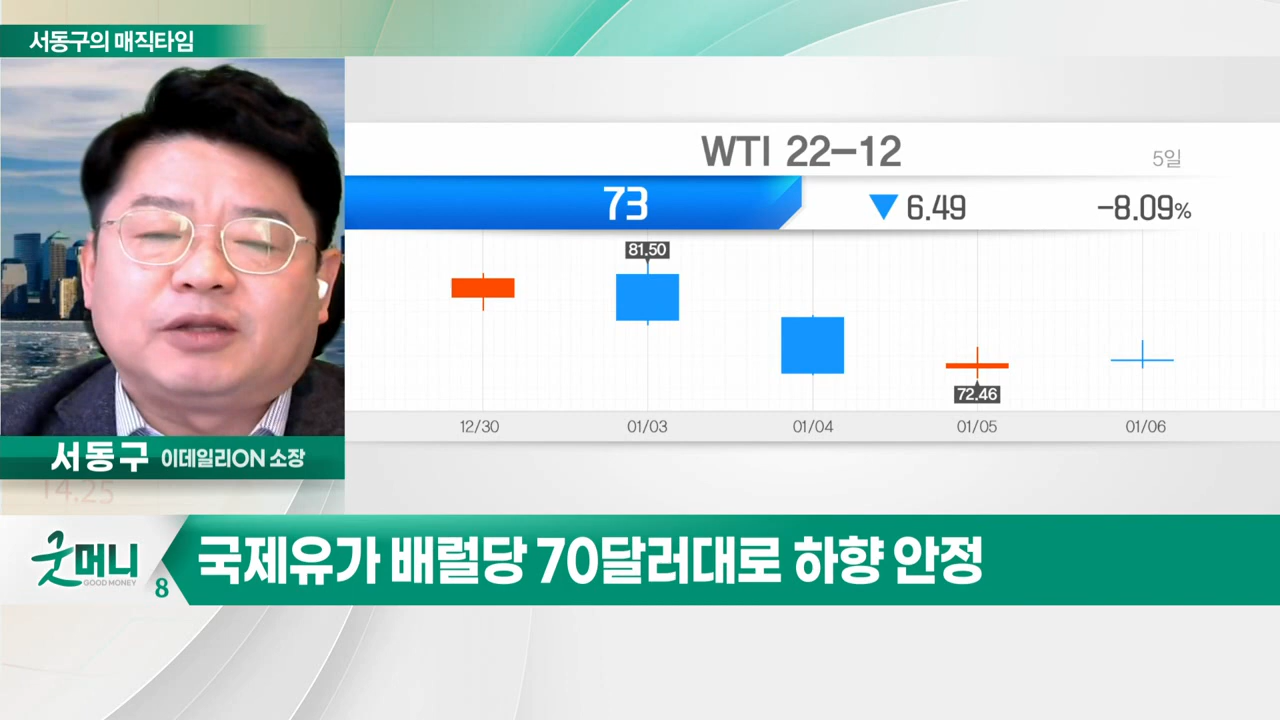 서동구의 매직타임
WTI 22-12
5일
73
▼ 6.49
-8.09%
81.50
72.46
12/30
01/03
01/04
01/05
01/06
서동구 이데일리ON 소장
14.25
굿머니
GOOD MONEY
8
국제유가 배럴당 70달러대로 하향 안정